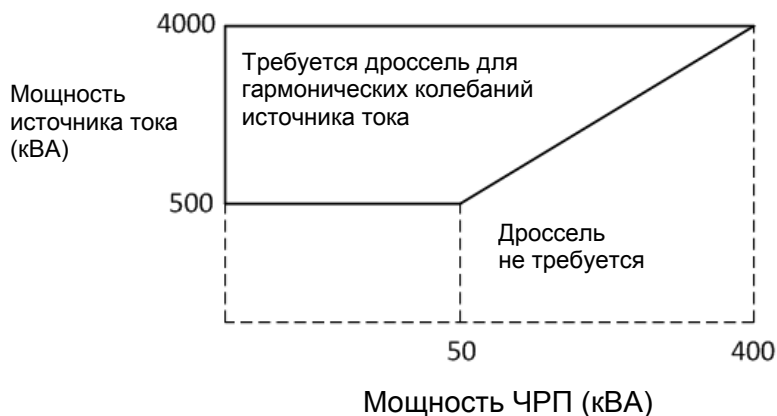 4000
Требуется дроссель для
гармонических колебаний
источника тока
Мощность
источника тока
(кВА)
500
Дроссель
не требуется
50
400
Мощность ЧРП (кВА)